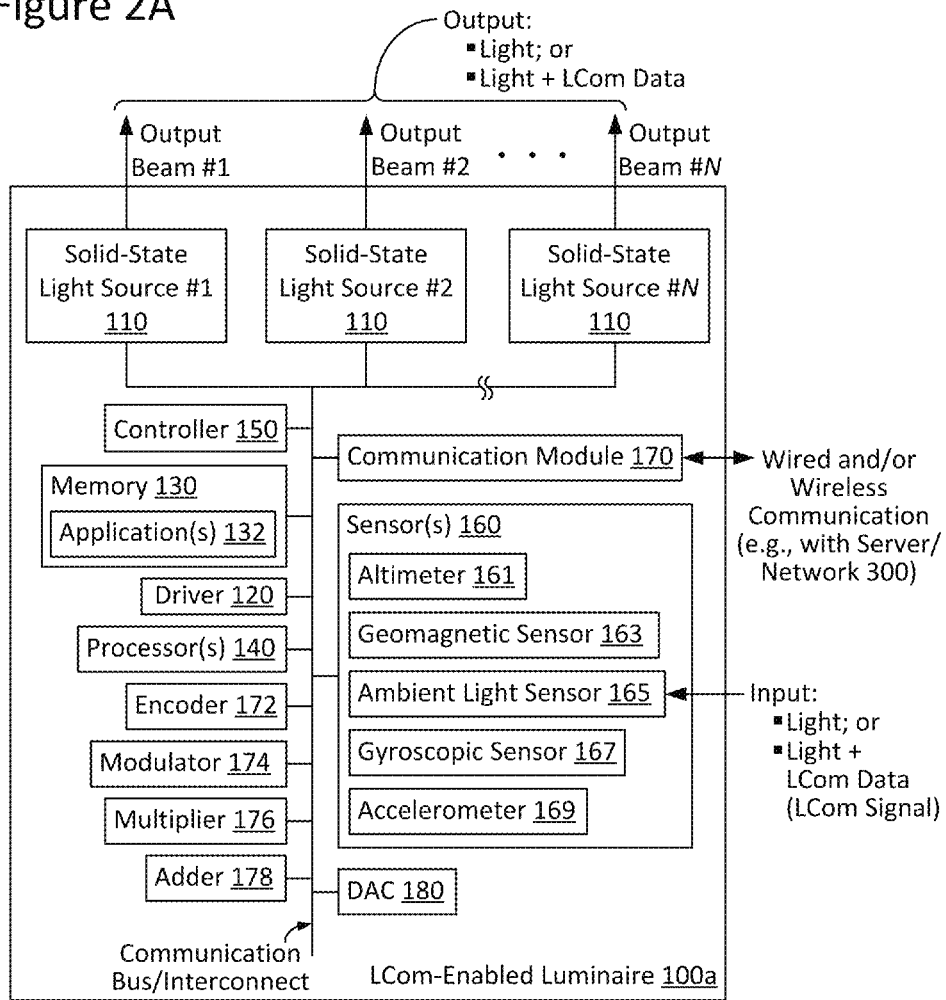 Figure 2A
Output:
▪Light; or
▪Light + LCom Data
Output
Beam #1
Output
Beam #2
. . .
Output
Beam #N
Solid-State
Light Source #1
110
Solid-State
Light Source #2
110
Solid-State
Light Source #N
110
Controller 150
Memory 130
Application(s) 132
Driver 120
Processor(s) 140
Encoder 172
Modulator 174
Multiplier 176
Adder 178
Communication
Bus/Interconnect
Communication Module 170
Wired and/or
Wireless
Communication
(e.g., with Server/
Network 300)
Sensor(s) 160
Altimeter 161
Geomagnetic Sensor 163
Ambient Light Sensor 165
Gyroscopic Sensor 167
Accelerometer 169
Input:
▪Light; or
▪Light +
LCom Data
(LCom Signal)
DAC 180
LCom-Enabled Luminaire 100a